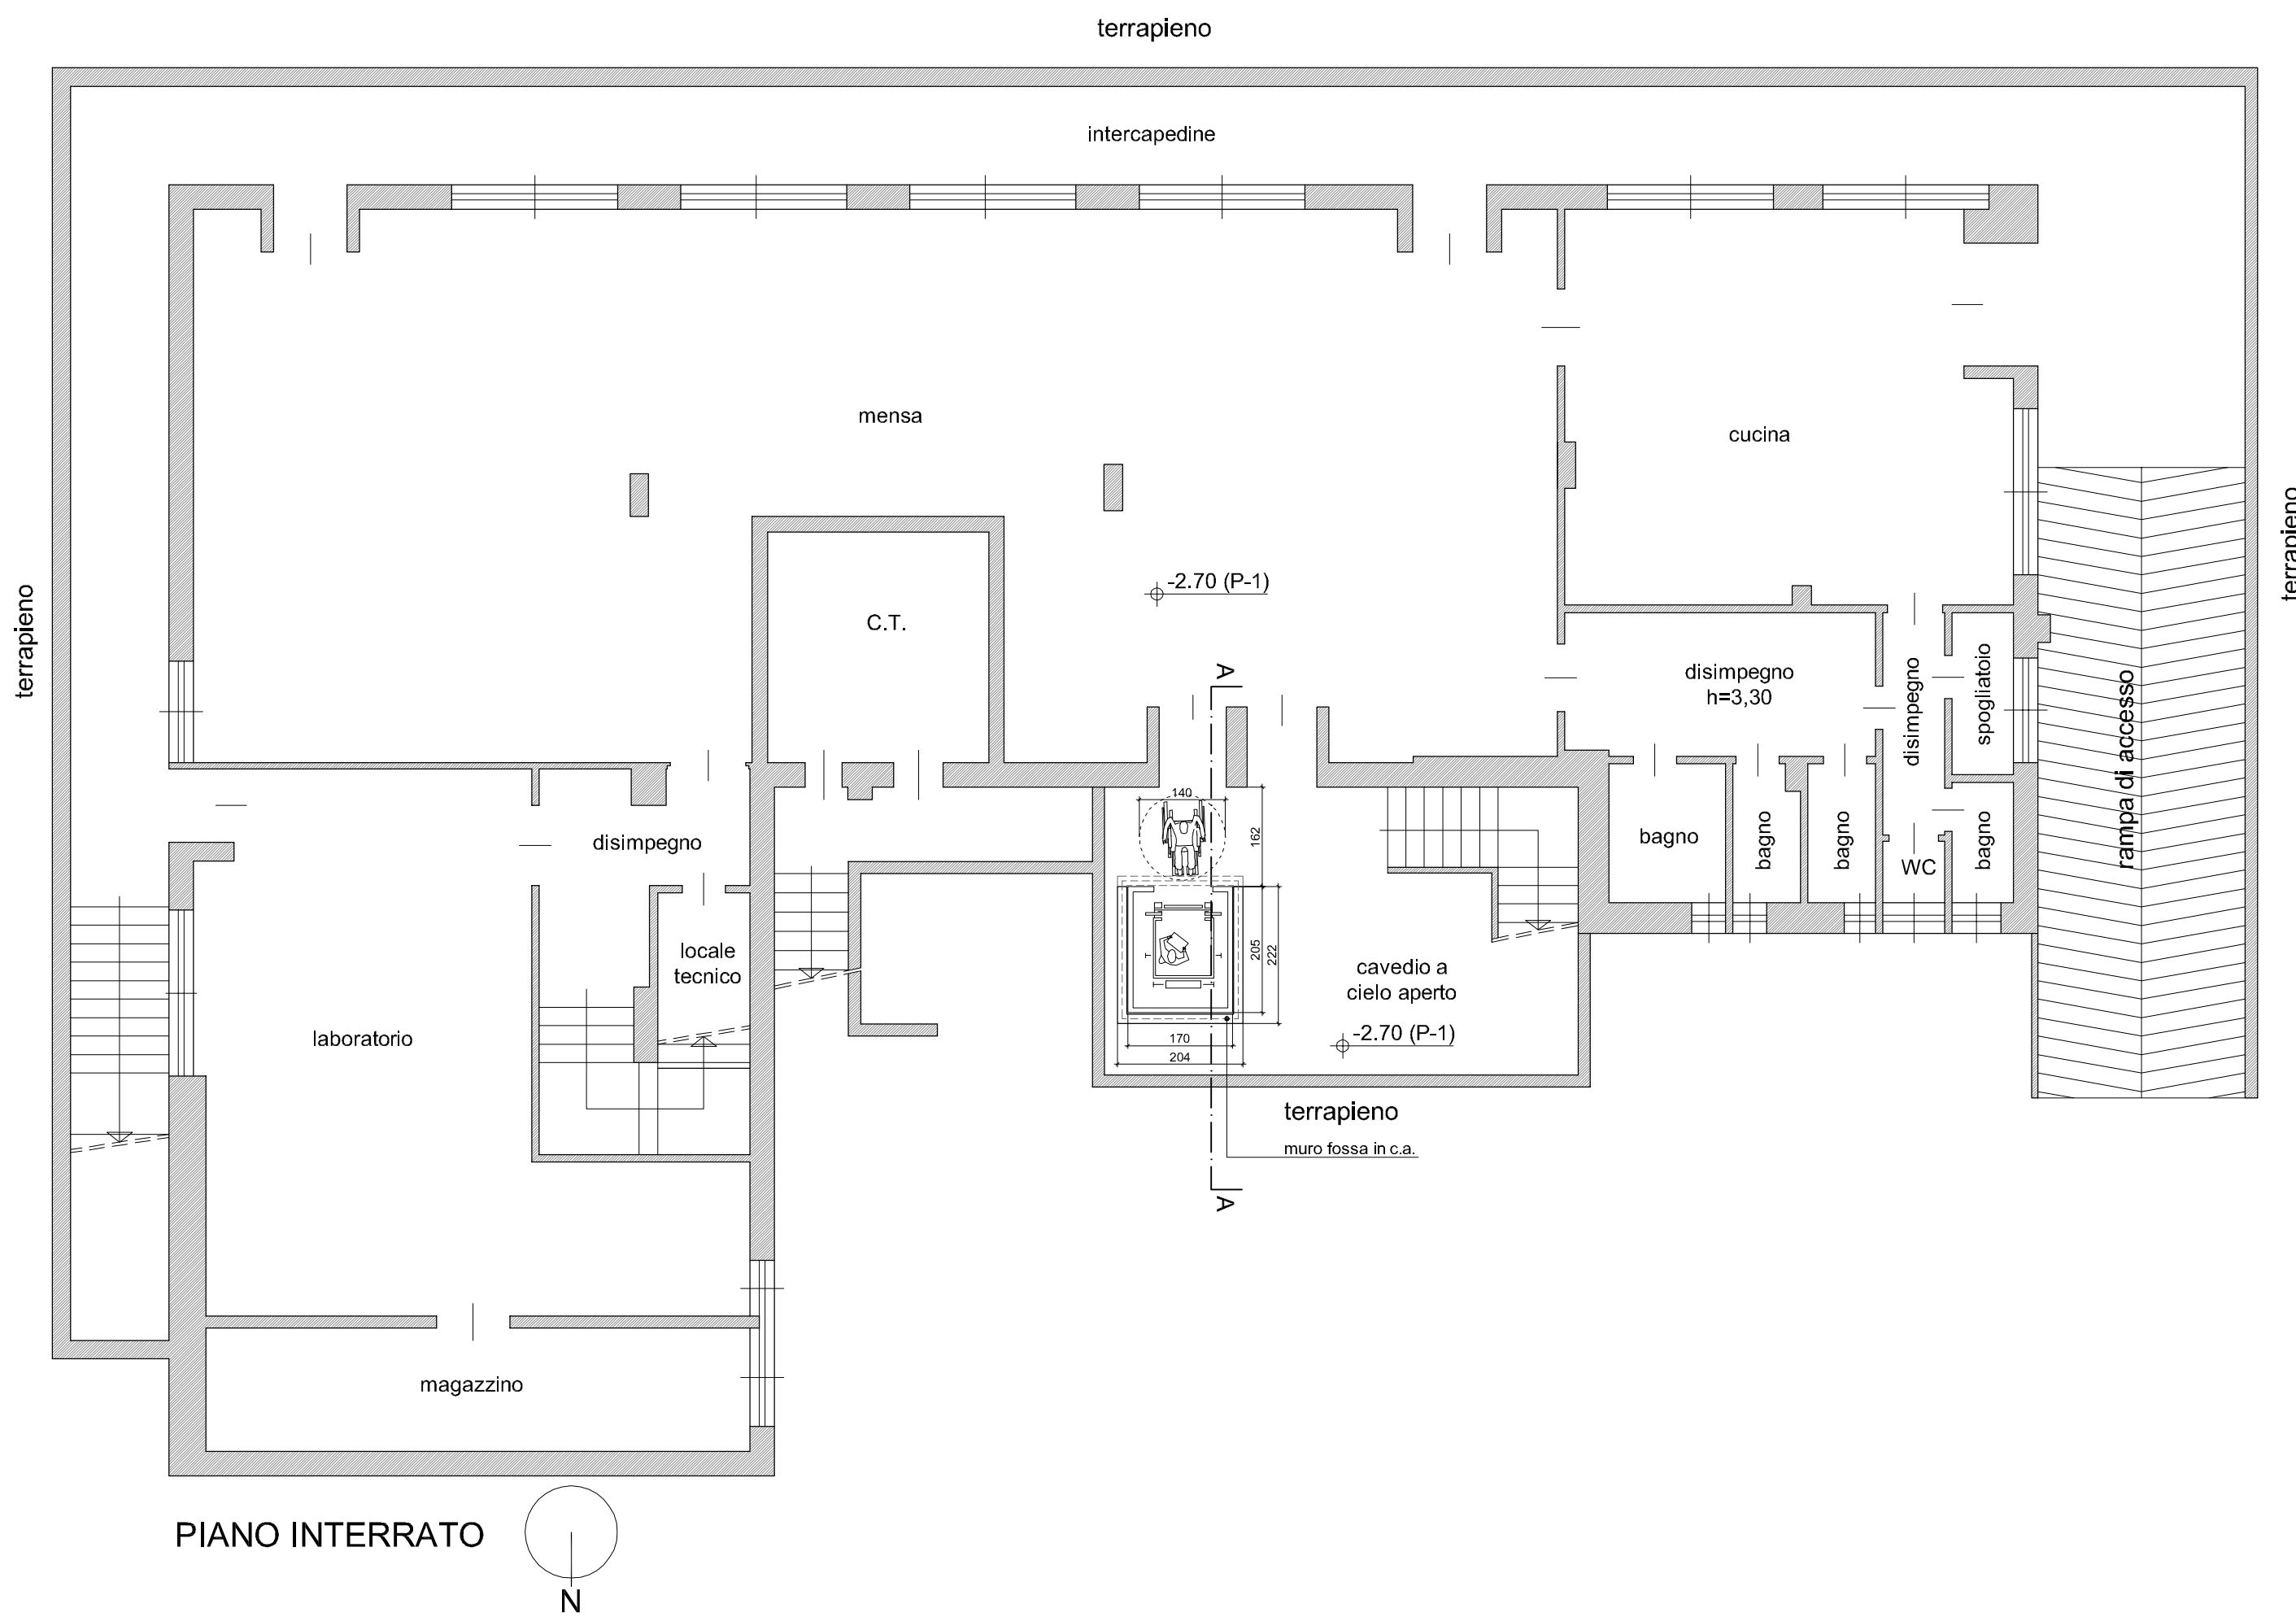 terrapieno
intercapedine
mensa
cucina
terrapieno
-2.70 (P-1)
C.T.
terrapieno
A
disimpegno
h=3,30
disimpegno
spogliatoio
rampa di accesso
140
162
disimpegno
bagno
bagno
bagno
WC
bagno
locale
tecnico
205
222
cavedio a
cielo aperto
-2.70 (P-1)
laboratorio
170
204
terrapieno
muro fossa in c.a.
A
magazzino
PIANO INTERRATO
N